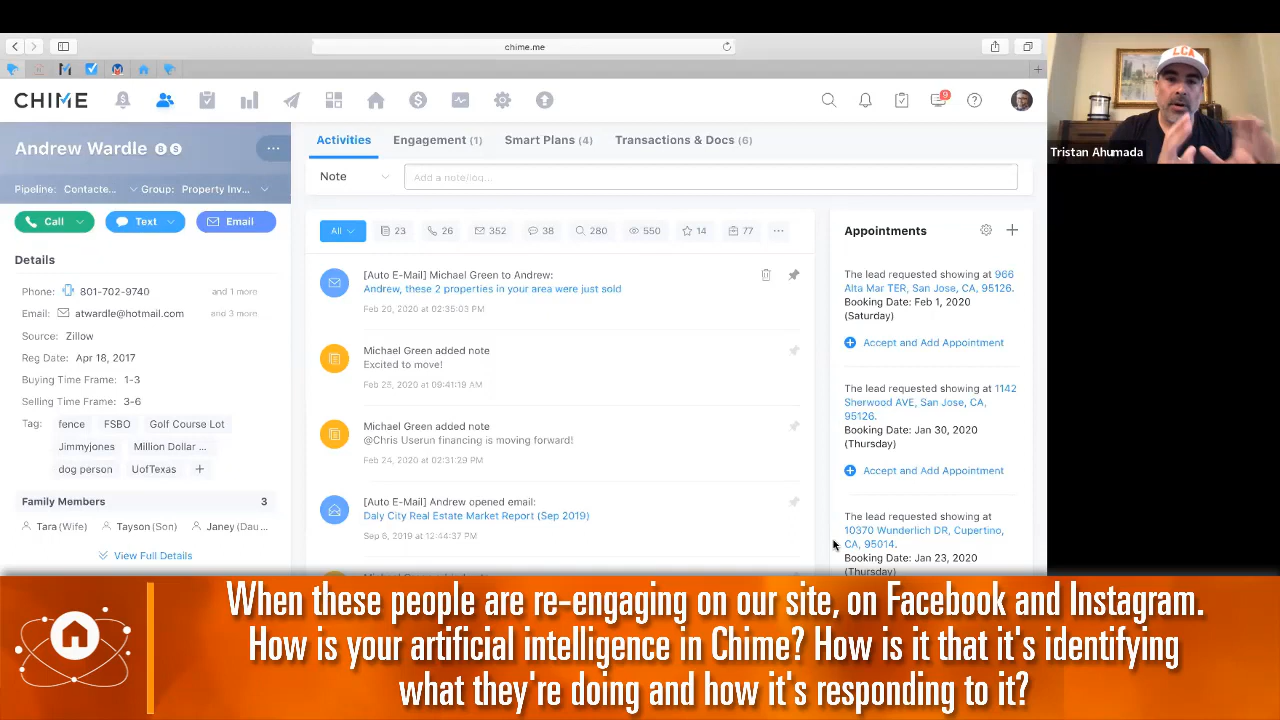 chime.me
CHIME
9
Tristan Ahumada
LCA
Andrew Wardle B S
...
Pipeline: Contacte... Group: Property Inv...
Call Text Email
Details
Phone: 801-702-9740 and 1 more
Email: atwardle@hotmail.com and 3 more
Source: Zillow
Reg Date: Apr 18, 2017
Buying Time Frame: 1-3
Selling Time Frame: 3-6
Tag: fence FSBO Golf Course Lot
Jimmyjones Million Dollar ...
dog person UofTexas +
Family Members 3
Tara (Wife) Tayson (Son) Janey (Dau...
View Full Details
Activities Engagement (1) Smart Plans (4) Transactions & Docs (6)
Note Add a note/log...
All 23 26 352 38 280 550 14 77 ...
[Auto E-Mail] Michael Green to Andrew:
Andrew, these 2 properties in your area were just sold
Feb 20, 2020 at 02:35:03 PM
Michael Green added note
Excited to move!
Feb 25, 2020 at 09:41:19 AM
Michael Green added note
@Chris Userun financing is moving forward!
Feb 24, 2020 at 02:31:29 PM
[Auto E-Mail] Andrew opened email:
Daly City Real Estate Market Report (Sep 2019)
Sep 6, 2019 at 12:44:37 PM
Appointments
The lead requested showing at 966
Alta Mar TER, San Jose, CA, 95126.
Booking Date: Feb 1, 2020
(Saturday)
Accept and Add Appointment
The lead requested showing at 1142
Sherwood AVE, San Jose, CA,
95126.
Booking Date: Jan 30, 2020
(Thursday)
Accept and Add Appointment
The lead requested showing at
10370 Wunderlich DR, Cupertino,
CA, 95014.
Booking Date: Jan 23, 2020
(Thursday)
When these people are re-engaging on our site, on Facebook and Instagram.
How is your artificial intelligence in Chime? How is it that it's identifying
what they're doing and how it's responding to it?